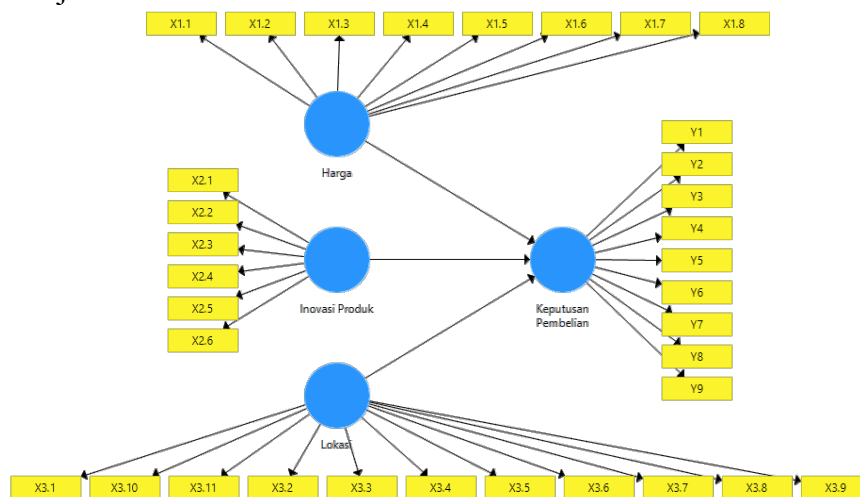 X1.1 X1.2 X1.3 X1.4 X1.5 X1.6 X1.7 X1.8
Harga
X2.1
X2.2
X2.3
X2.4
X2.5
X2.6
Inovasi Produk
Keputusan
Pembelian
Y1
Y2
Y3
Y4
Y5
Y6
Y7
Y8
Y9
Lokasi
X3.1 X3.10 X3.11 X3.2 X3.3 X3.4 X3.5 X3.6 X3.7 X3.8 X3.9